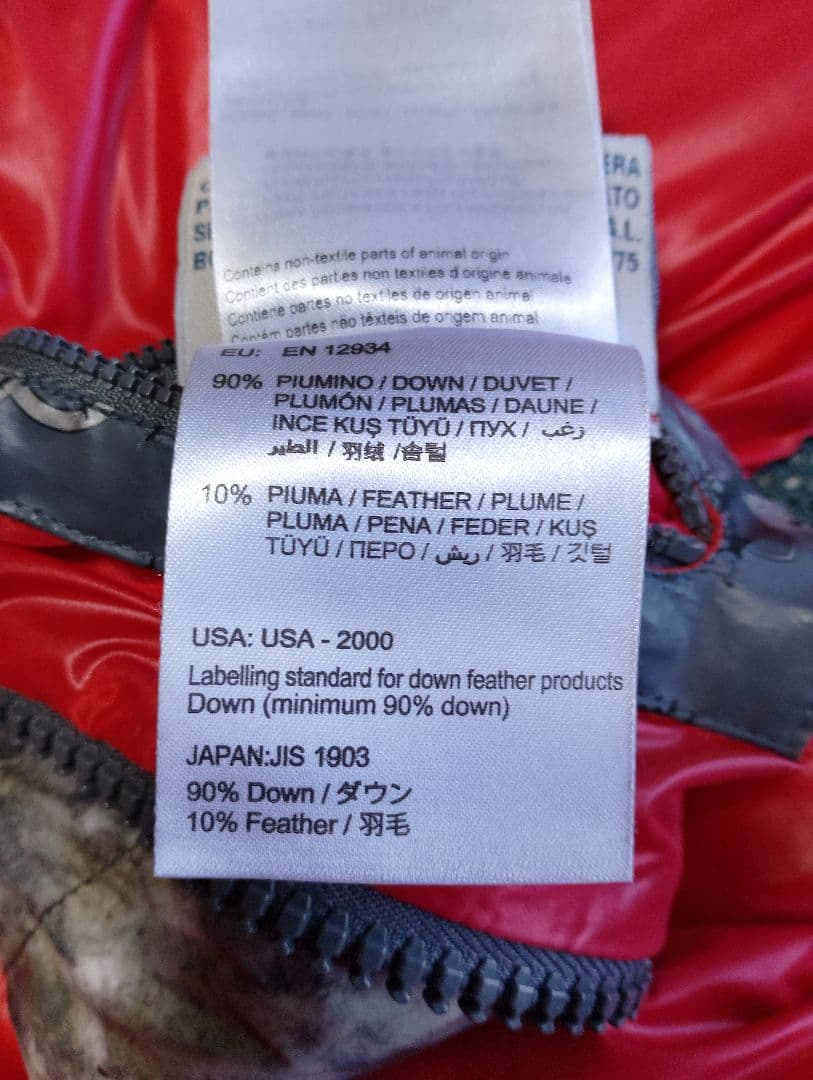 ERA
TO
A.L.
75
Contains non-textile parts of animal origin
Contient des parties non textiles d origine animale
Contiene partes no textiles de origen anima
Contém partes não têxteis de origem animal
EU: EN 12934
90% PIUMINO / DOWN / DUVET /
PLUMÓN / PLUMAS / DAUNE /
INCE KUŞ TÜYÜ / ПУХ / زغب
الطير / 羽绒 /솜털
10% PIUMA / FEATHER / PLUME /
PLUMA / PENA / FEDER / KUŞ
TÜYÜ / ПЕРО / ريش / 羽毛 / 깃털
USA: USA - 2000
Labelling standard for down feather products
Down (minimum 90% down)
JAPAN:JIS 1903
90% Down / ダウン
10% Feather / 羽毛